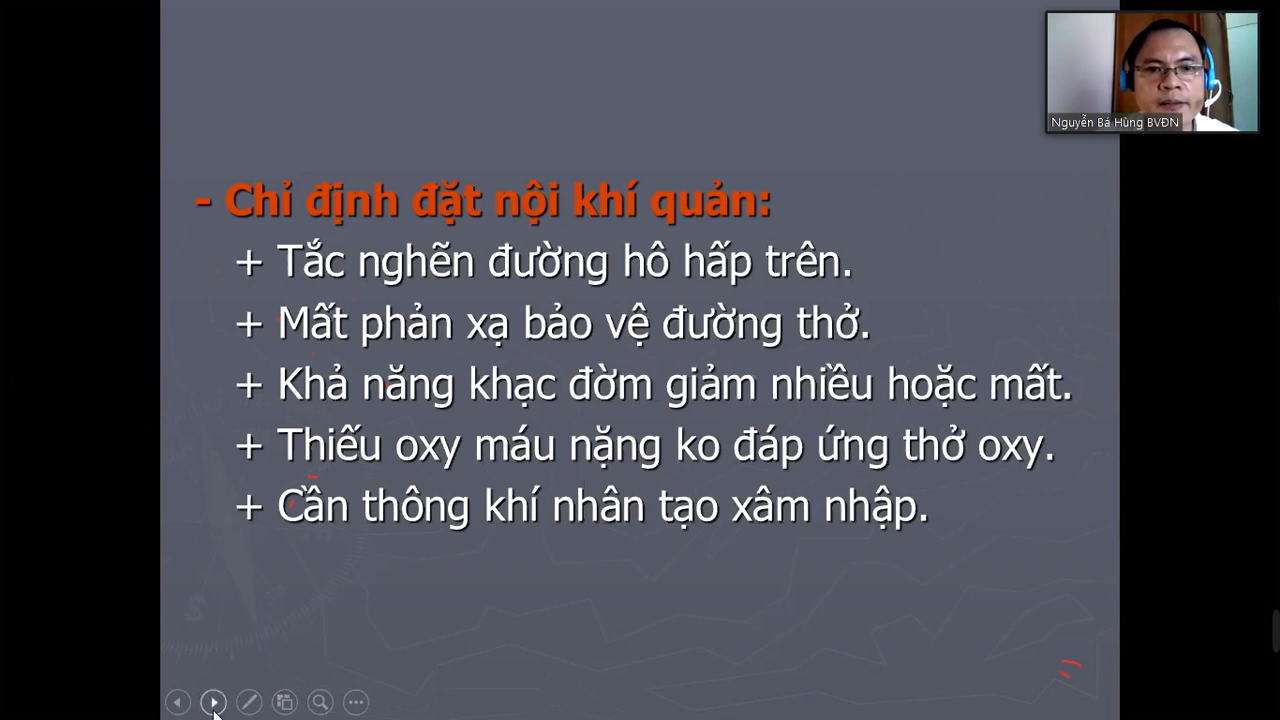 Nguyễn Bá Hùng BVĐN
- Chỉ định đặt nội khí quản:
+ Tắc nghẽn đường hô hấp trên.
+ Mất phản xạ bảo vệ đường thở.
+ Khả năng khạc đờm giảm nhiều hoặc mất.
+ Thiếu oxy máu nặng ko đáp ứng thở oxy.
+ Cần thông khí nhân tạo xâm nhập.